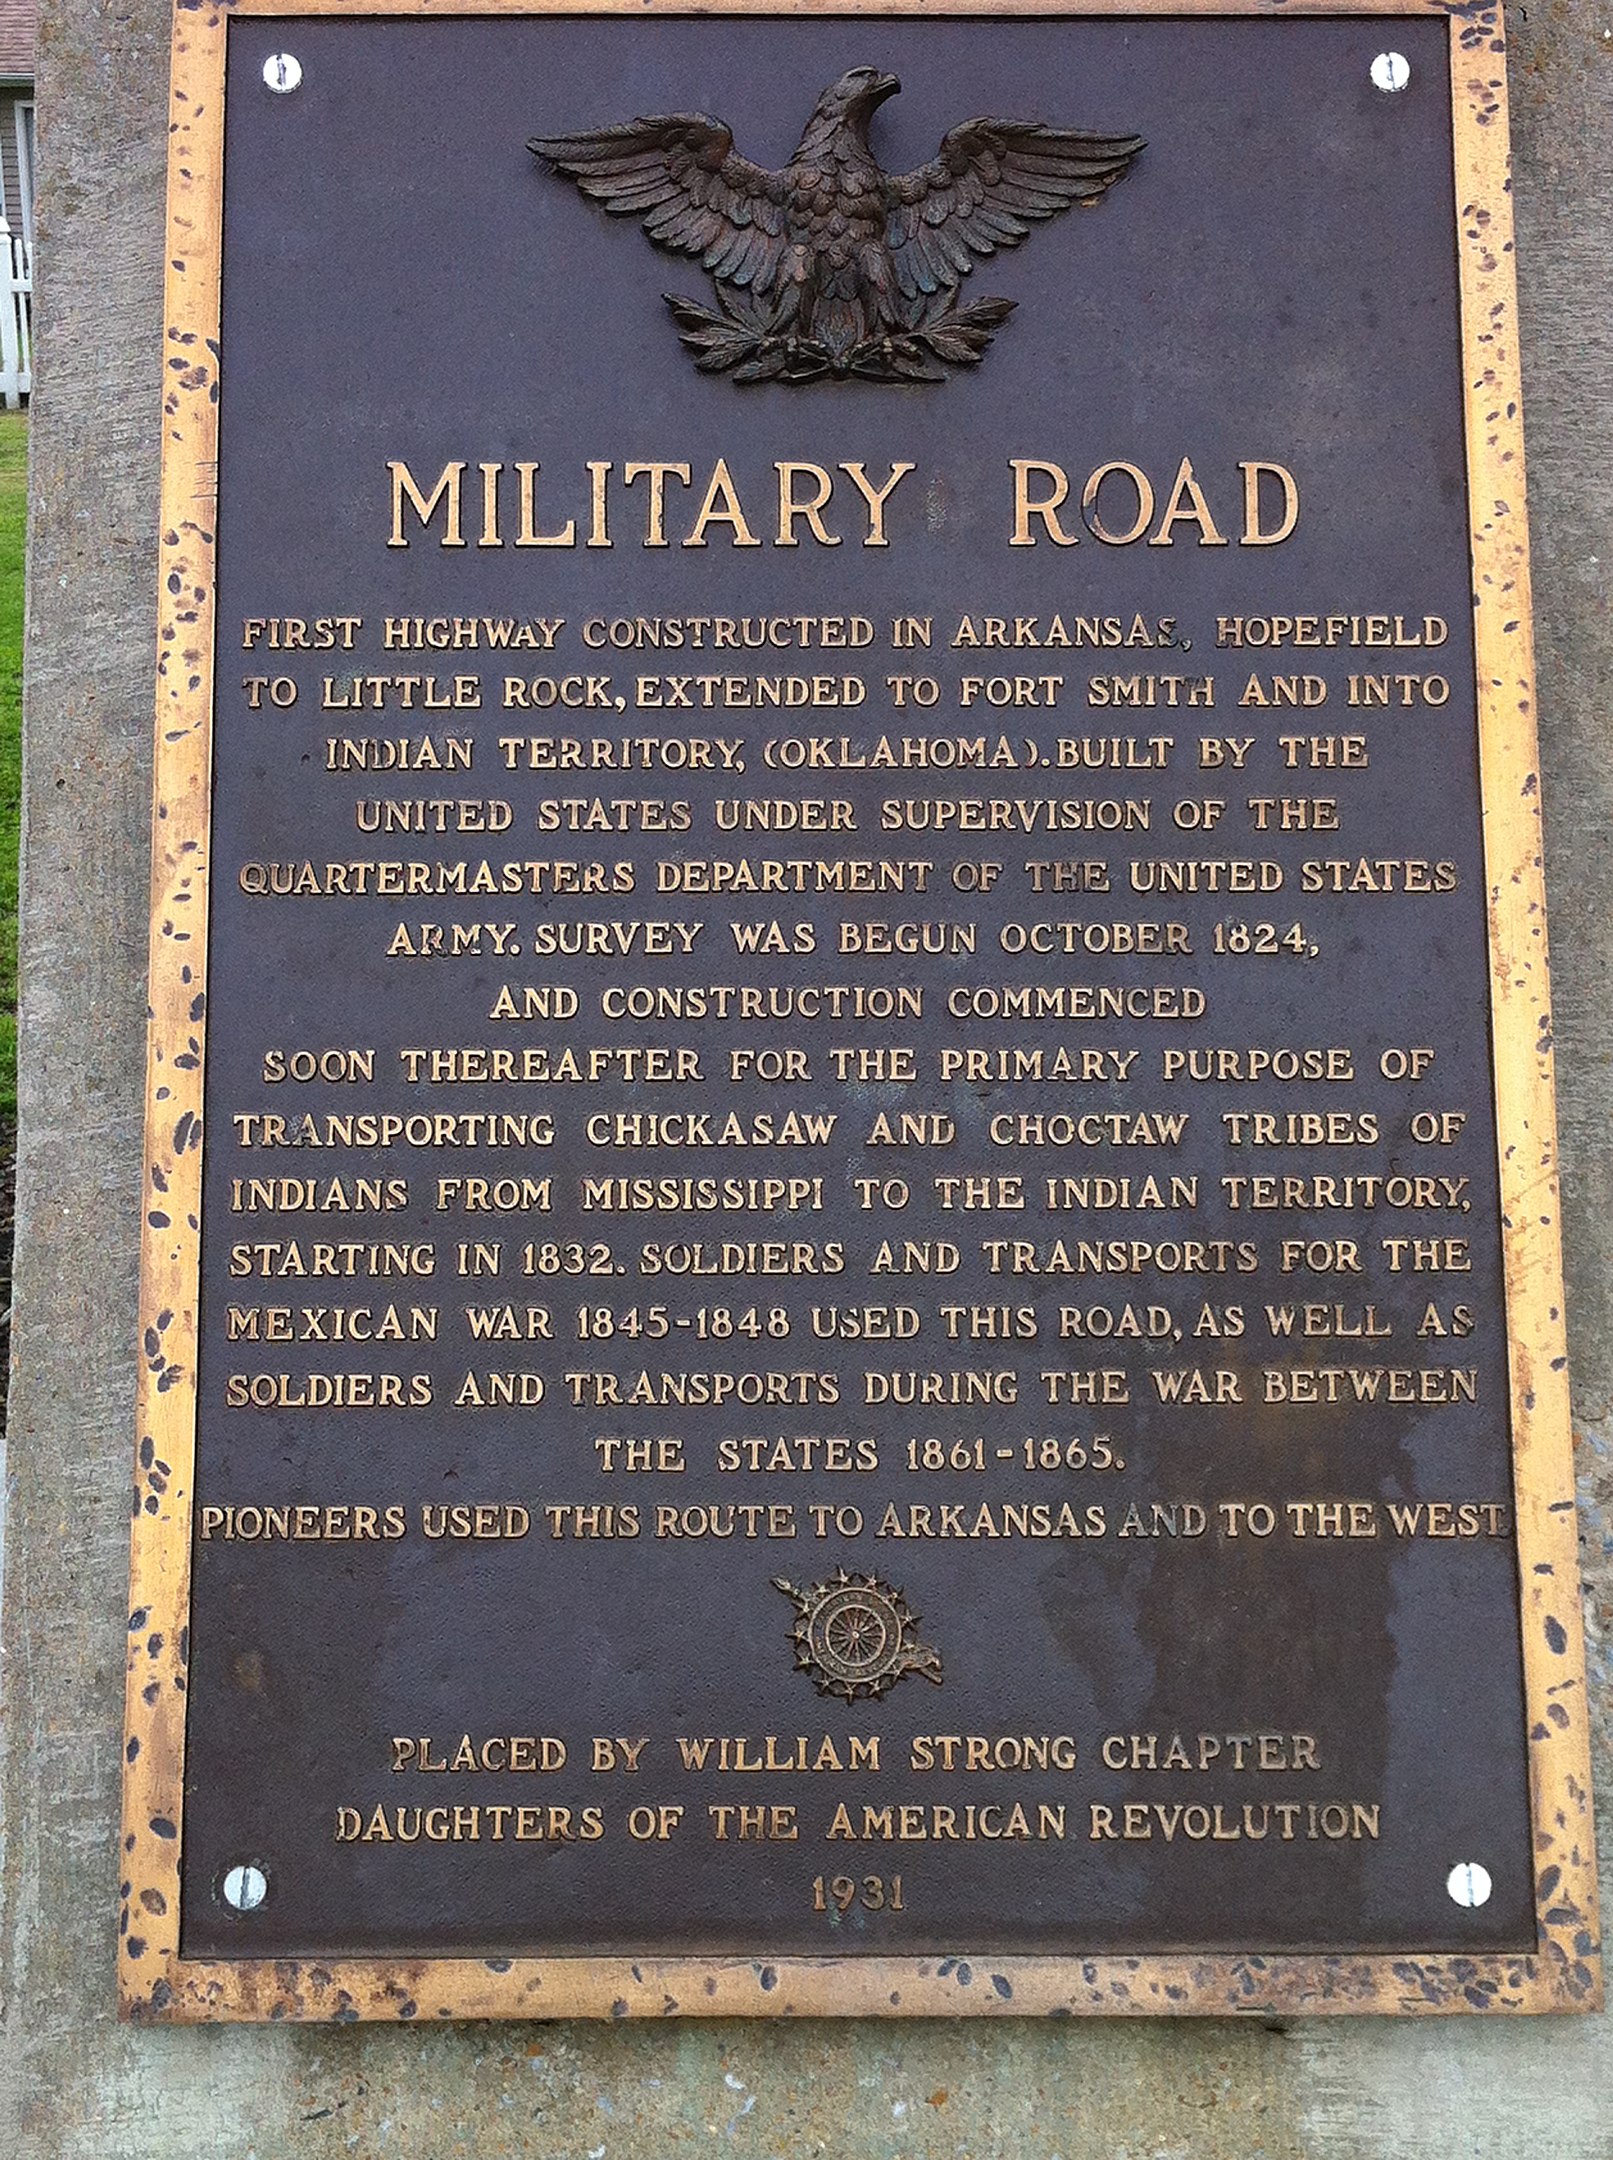 MILITARY ROAD
FIRST HIGHWAY CONSTRUCTED IN ARKANSAS, HOPEFIELD
TO LITTLE ROCK, EXTENDED TO FORT SMITH AND INTO
INDIAN TERRITORY, (OKLAHOMA). BUILT BY THE
UNITED STATES UNDER SUPERVISION OF THE
QUARTERMASTERS DEPARTMENT OF THE UNITED STATES
ARMY. SURVEY WAS BEGUN OCTOBER 1824,
AND CONSTRUCTION COMMENCED
SOON THEREAFTER FOR THE PRIMARY PURPOSE OF
TRANSPORTING CHICKASAW AND CHOCTAW TRIBES OF
INDIANS FROM MISSISSIPPI TO THE INDIAN TERRITORY,
STARTING IN 1832. SOLDIERS AND TRANSPORTS FOR THE
MEXICAN WAR 1845-1848 USED THIS ROAD, AS WELL AS
SOLDIERS AND TRANSPORTS DURING THE WAR BETWEEN
THE STATES 1861-1865.
PIONEERS USED THIS ROUTE TO ARKANSAS AND TO THE WEST.
PLACED BY WILLIAM STRONG CHAPTER
DAUGHTERS OF THE AMERICAN REVOLUTION
1931